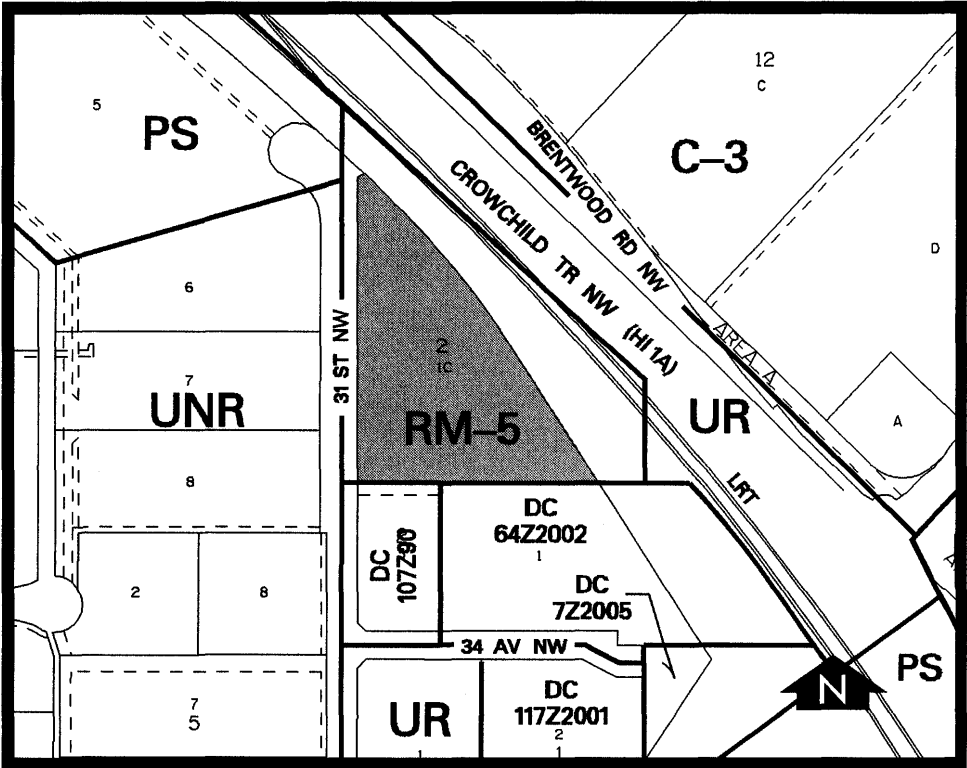 12
C
5
PS
C–3
BRENTWOOD RD NW
CROWCHILD TR NW (HI 1A)
D
6
31 ST NW
2
1C
AREA A
7
UNR
RM–5
UR
A
8
LRT
DC
64Z2002
1
DC
107Z90
DC
7Z2005
2
8
34 AV NW
PS
7
5
UR
1
DC
117Z2001
2
1
N